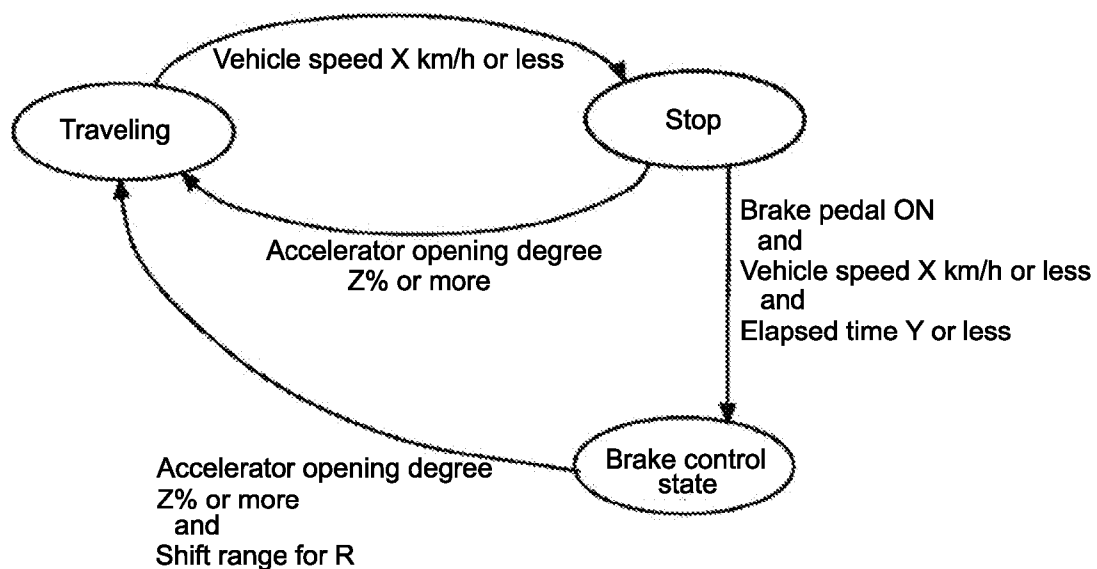 Vehicle speed X km/h or less
Traveling
Stop
Brake pedal ON
and
Vehicle speed X km/h or less
and
Elapsed time Y or less
Accelerator opening degree
Z% or more
Brake control
state
Accelerator opening degree
Z% or more
and
Shift range for R